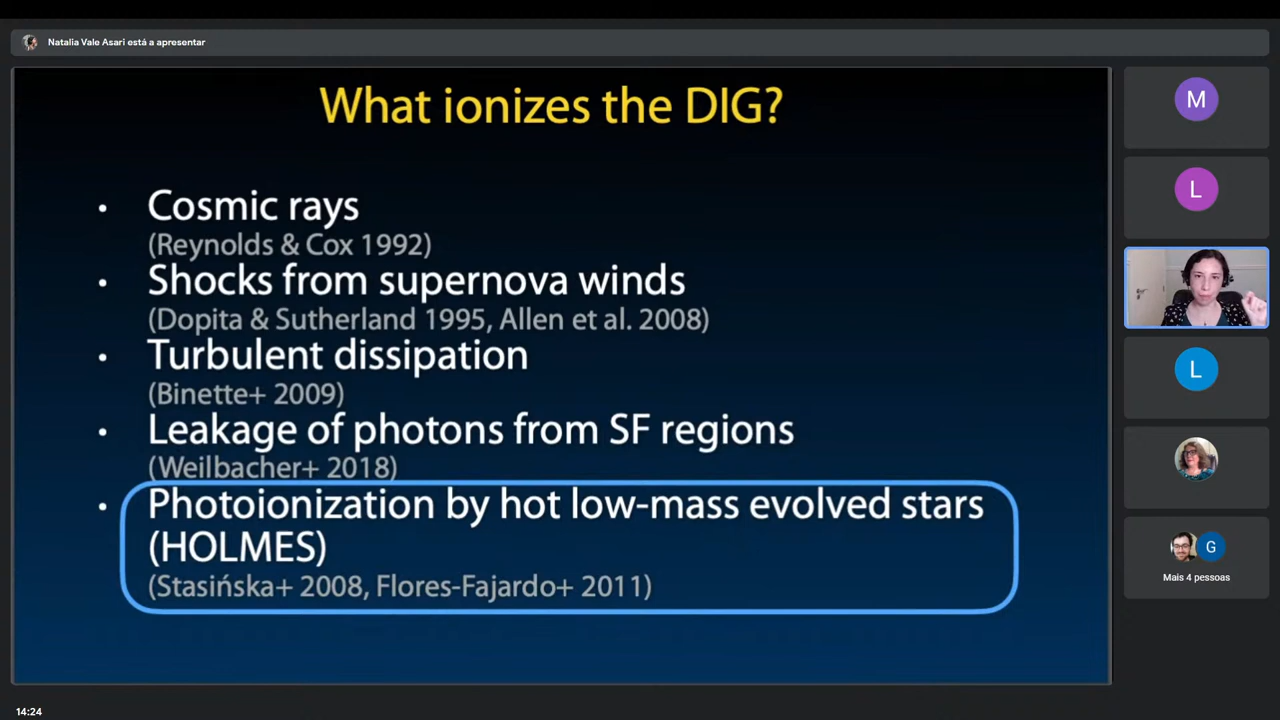 Natalia Vale Asari está a apresentar
What ionizes the DIG?
• Cosmic rays
(Reynolds & Cox 1992)
• Shocks from supernova winds
(Dopita & Sutherland 1995, Allen et al. 2008)
• Turbulent dissipation
(Binette+ 2009)
• Leakage of photons from SF regions
(Weilbacher+ 2018)
• Photoionization by hot low-mass evolved stars
(HOLMES)
(Stasińska+ 2008, Flores-Fajardo+ 2011)
M
L
L
G
Mais 4 pessoas
14:24